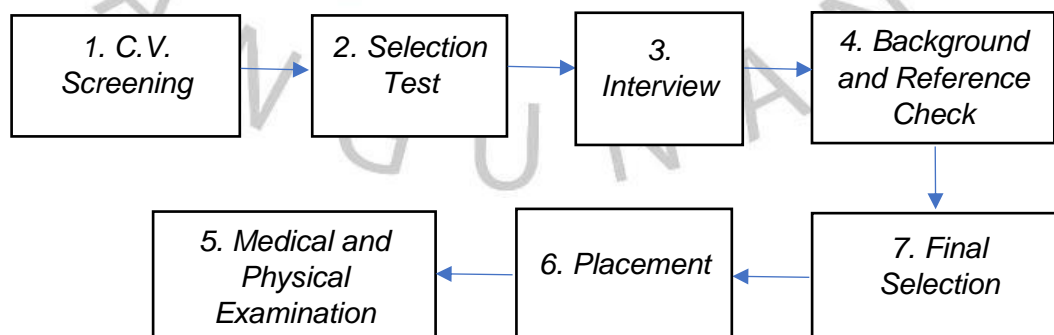 1. C.V.
Screening
2. Selection
Test
3.
Interview
4. Background
and Reference
Check
5. Medical and
Physical
Examination
6. Placement
7. Final
Selection